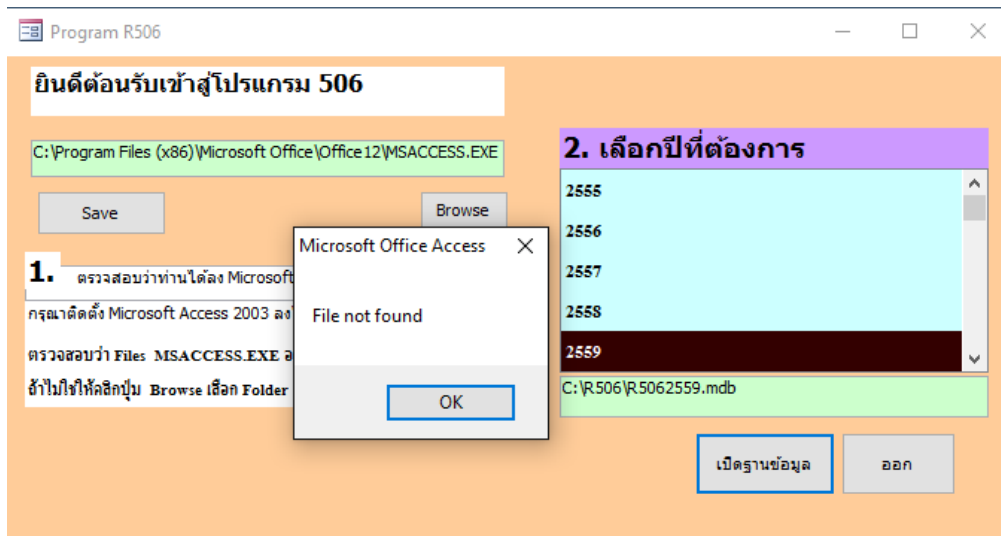 Program R506
ยินดีต้อนรับเข้าสู่โปรแกรม 506
C:\Program Files (x86)\Microsoft Office\Office12\MSACCESS.EXE
Save
Browse
1. ตรวจสอบว่าท่านได้ลง Microsoft
กรุณาติดตั้ง Microsoft Access 2003
ตรวจสอบว่า Files MSACCESS.EXE
ถ้าไม่ใช่ให้คลิกปุ่ม Browse เลือก Folder
Microsoft Office Access
File not found
OK
2. เลือกปีที่ต้องการ
2555
2556
2557
2558
2559
C:\R506\R5062559.mdb
เปิดฐานข้อมูล
ออก